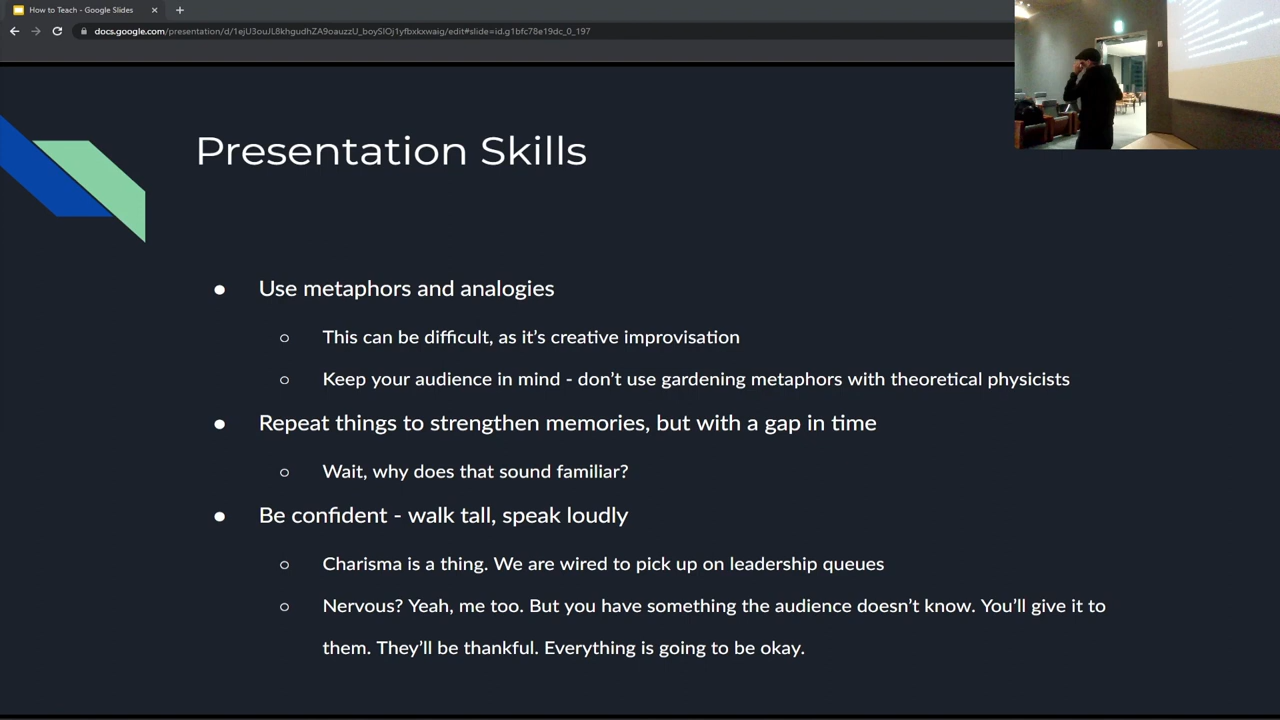 How to Teach - Google Slides
docs.google.com/presentation/d/1ejU3ouJL8khgudhZA9oauzzU_boySIOj1yfbxkxwaig/edit#slide=id.g1bfc78e19dc_0_197
Presentation Skills
● Use metaphors and analogies
○ This can be difficult, as it's creative improvisation
○ Keep your audience in mind - don't use gardening metaphors with theoretical physicists
● Repeat things to strengthen memories, but with a gap in time
○ Wait, why does that sound familiar?
● Be confident - walk tall, speak loudly
○ Charisma is a thing. We are wired to pick up on leadership queues
○ Nervous? Yeah, me too. But you have something the audience doesn't know. You'll give it to
them. They'll be thankful. Everything is going to be okay.